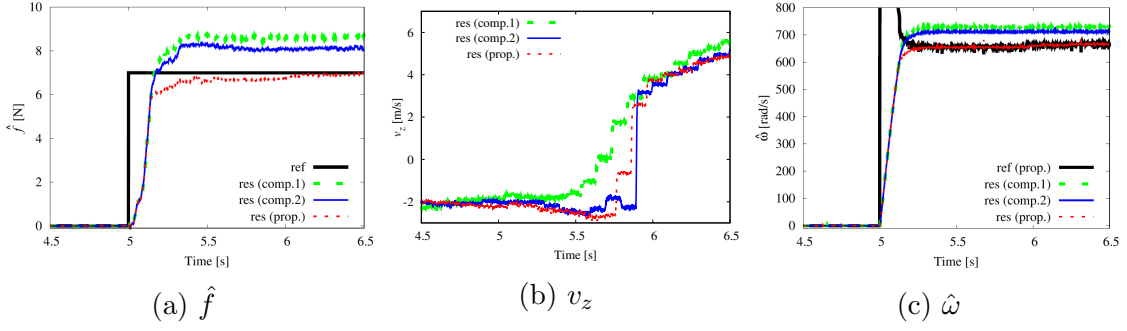 10
8
6
4
2
0
f̂ [N]
ref
res (comp.1)
res (comp.2)
res (prop.)
4.5 5 5.5 6 6.5
Time [s]
(a) f̂
res (comp.1)
res (comp.2)
res (prop.)
6
4
2
0
-2
v_z [m/s]
4.5 5 5.5 6 6.5
Time [s]
(b) v_z
800
700
600
500
400
300
200
100
0
ω̂ [rad/s]
ref (prop.)
res (comp.1)
res (comp.2)
res (prop.)
4.5 5 5.5 6 6.5
Time [s]
(c) ω̂